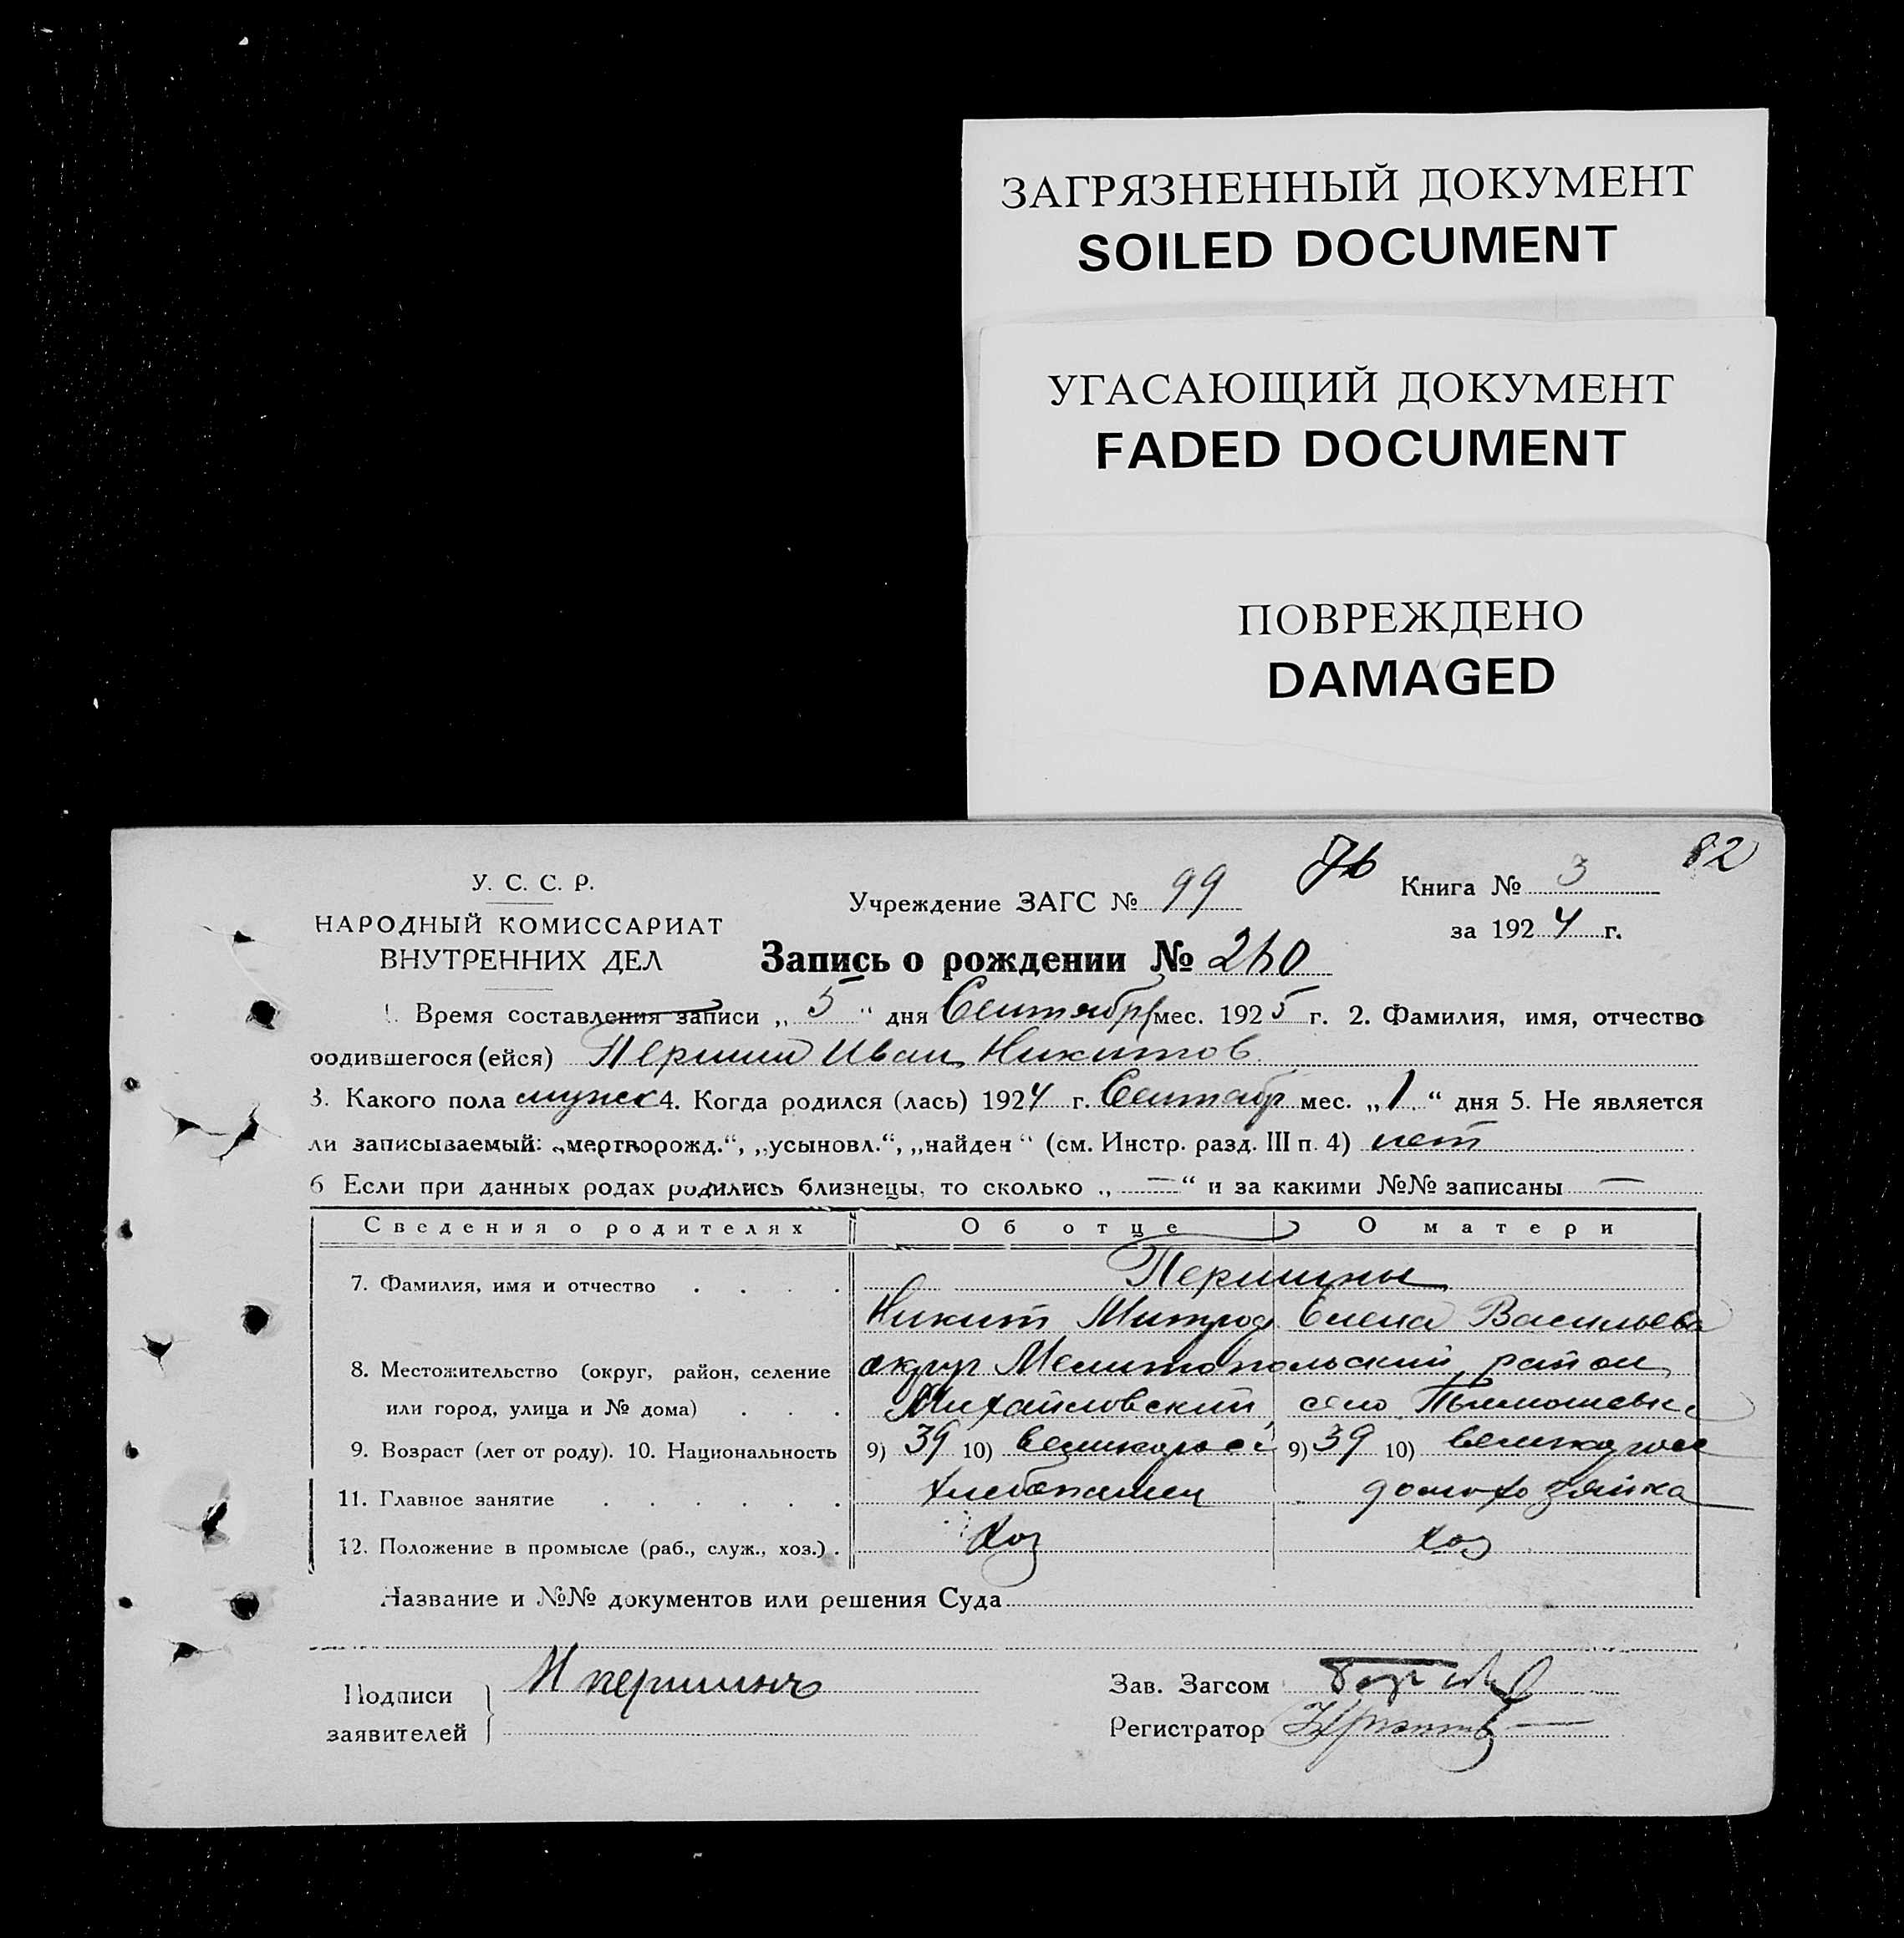 ЗАГРЯЗНЕННЫЙ ДОКУМЕНТ
SOILED DOCUMENT
УГАСАЮЩИЙ ДОКУМЕНТ
FADED DOCUMENT
ПОВРЕЖДЕНО
DAMAGED
82
У. С. С. Р.
НАРОДНЫЙ КОМИССАРИАТ
ВНУТРЕННИХ ДЕЛ
Учреждение ЗАГС № 99
Книга № 3
за 1924 г.
Запись о рождении №
1. Время составления записи „ 5 “ дня Сентябр мес. 1925 г. 2. Фамилия, имя, отчество
родившегося (ейся) Першин Иван Никитов
3. Какого пола мужск 4. Когда родился (лась) 1924 г. Сентябр мес. „ 1 “ дня 5. Не является
ли записываемый: „мертворожд.“, „усыновл.“, „найден“ (см. Инстр. разд. III п. 4) нет
6 Если при данных родах родились близнецы, то сколько „ — “ и за какими №№ записаны —
Сведения о родителях Об отце О матери
7. Фамилия, имя и отчество . . . . Першины
Никит Митроф Елена Васильева
8. Местожительство (округ, район, селение округ Мелитопольский район
или город, улица и № дома) . . . Михайловский село
9. Возраст (лет от роду). 10. Национальность 9) 39 10) великоросс 9) 39 10) великоросс
11. Главное занятие . . . . . . хлебопашец домохозяйка
12. Положение в промысле (раб., служ., хоз.) . Хоз хоз
Название и №№ документов или решения Суда
Подписи И першинъ
заявителей
Зав. Загсом
Регистратор